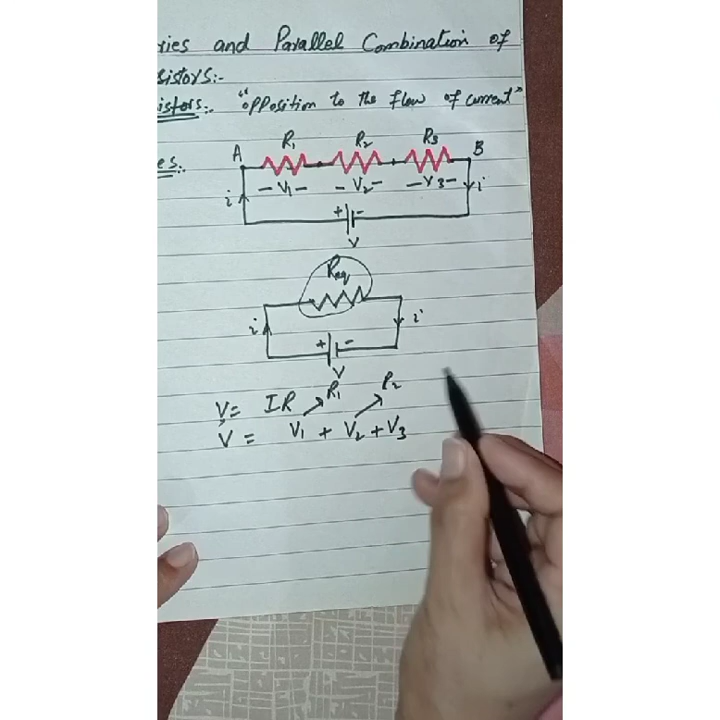 ries and Parallel Combination of
sistors:-
istors:- "opposition to the flow of current"
es:-
A R1 R2 R3 B
i - V1 - - V2 - - V3 - i
+ -
V
Req
i i
+ -
V
R1 R2
V = IR
V = V1 + V2 + V3